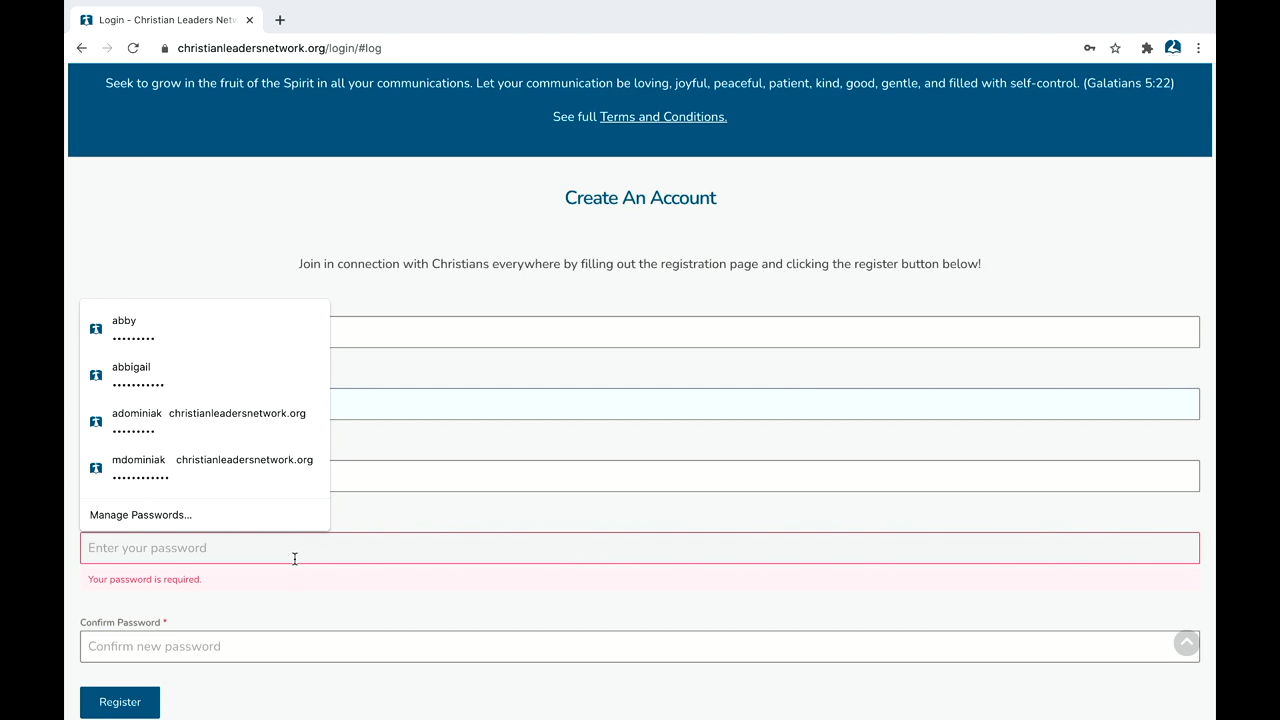 Login - Christian Leaders Netw
christianleadersnetwork.org/login/#log
Seek to grow in the fruit of the Spirit in all your communications. Let your communication be loving, joyful, peaceful, patient, kind, good, gentle, and filled with self-control. (Galatians 5:22)
See full Terms and Conditions.
Create An Account
Join in connection with Christians everywhere by filling out the registration page and clicking the register button below!
abby
•••••••••
abbigail
•••••••••••
adominiak christianleadersnetwork.org
•••••••••
mdominiak christianleadersnetwork.org
••••••••••••
Manage Passwords...
Enter your password
Your password is required.
Confirm Password *
Confirm new password
Register